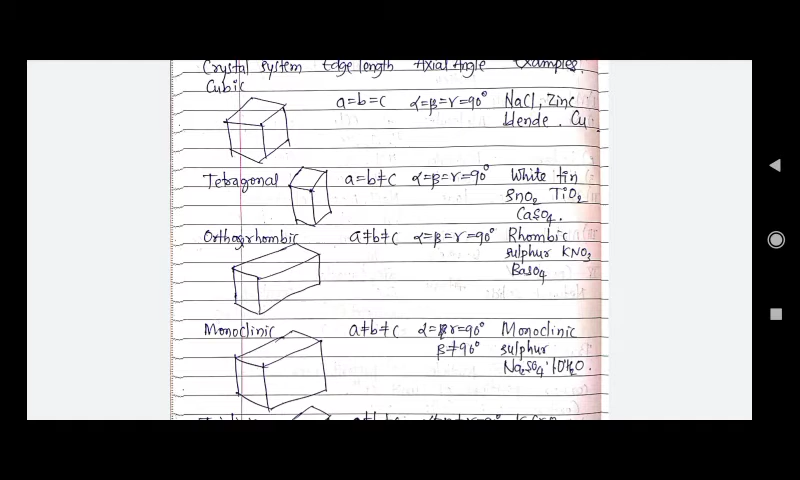 Crystal system Edge length Axial Angle Examples.
Cubic
a=b=c α=β=γ=90° NaCl, Zinc
blende. Cu
Tetragonal a=b≠c α=β=γ=90° White tin
SnO2 TiO2
CaSO4.
Orthorhombic a≠b≠c α=β=γ=90° Rhombic
sulphur KNO3
BaSO4
Monoclinic a≠b≠c α=γ=90° Monoclinic
β≠90° sulphur
Na2SO4·10H2O.